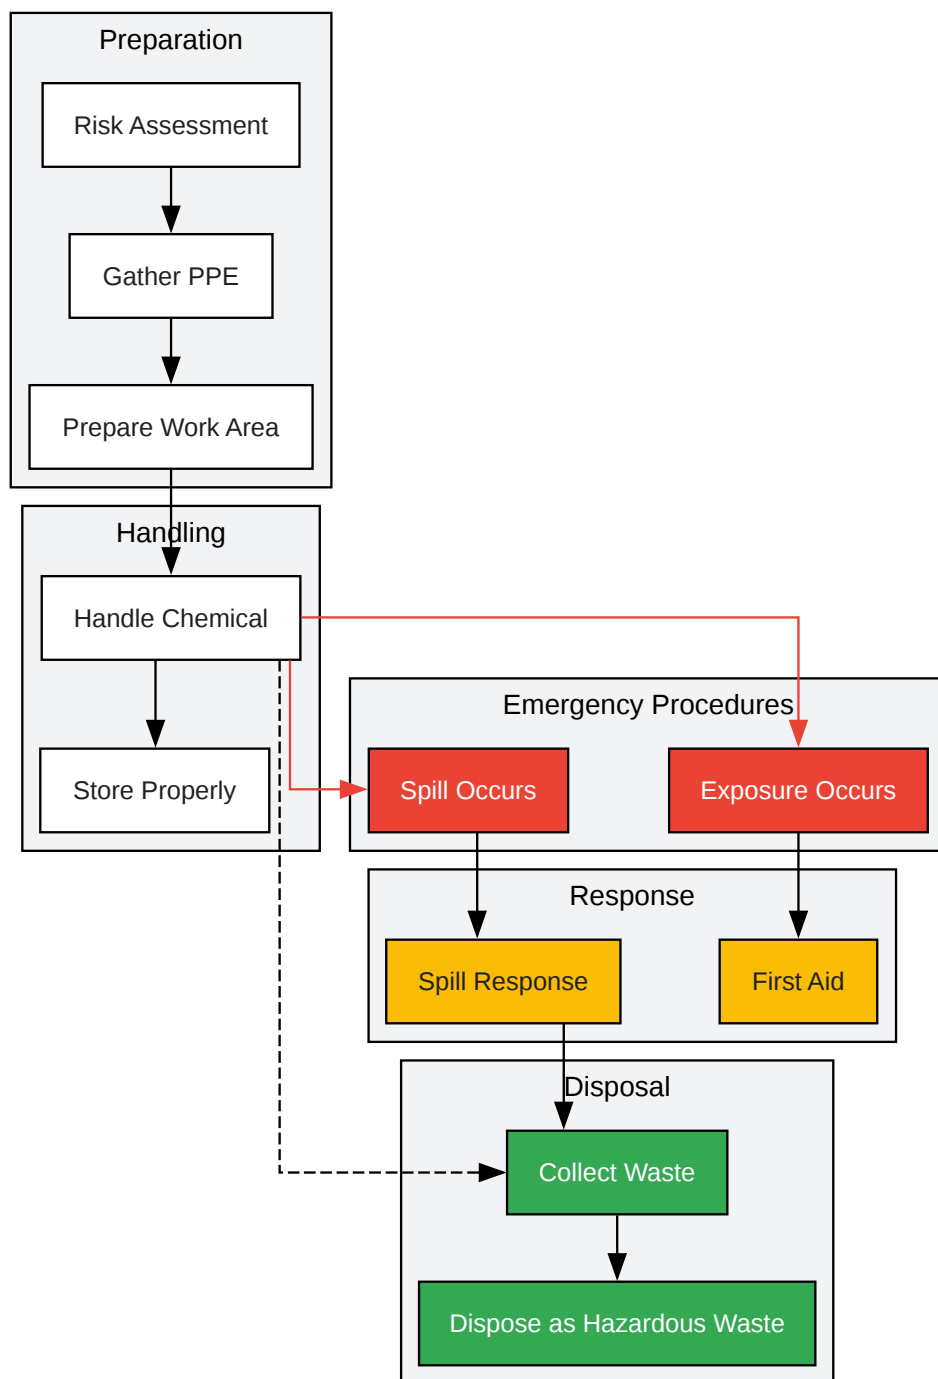 Preparation
Risk Assessment
Gather PPE
Prepare Work Area
Handling
Handle Chemical
Store Properly
Emergency Procedures
Spill Occurs
Exposure Occurs
Response
Spill Response
First Aid
Disposal
Collect Waste
Dispose as Hazardous Waste